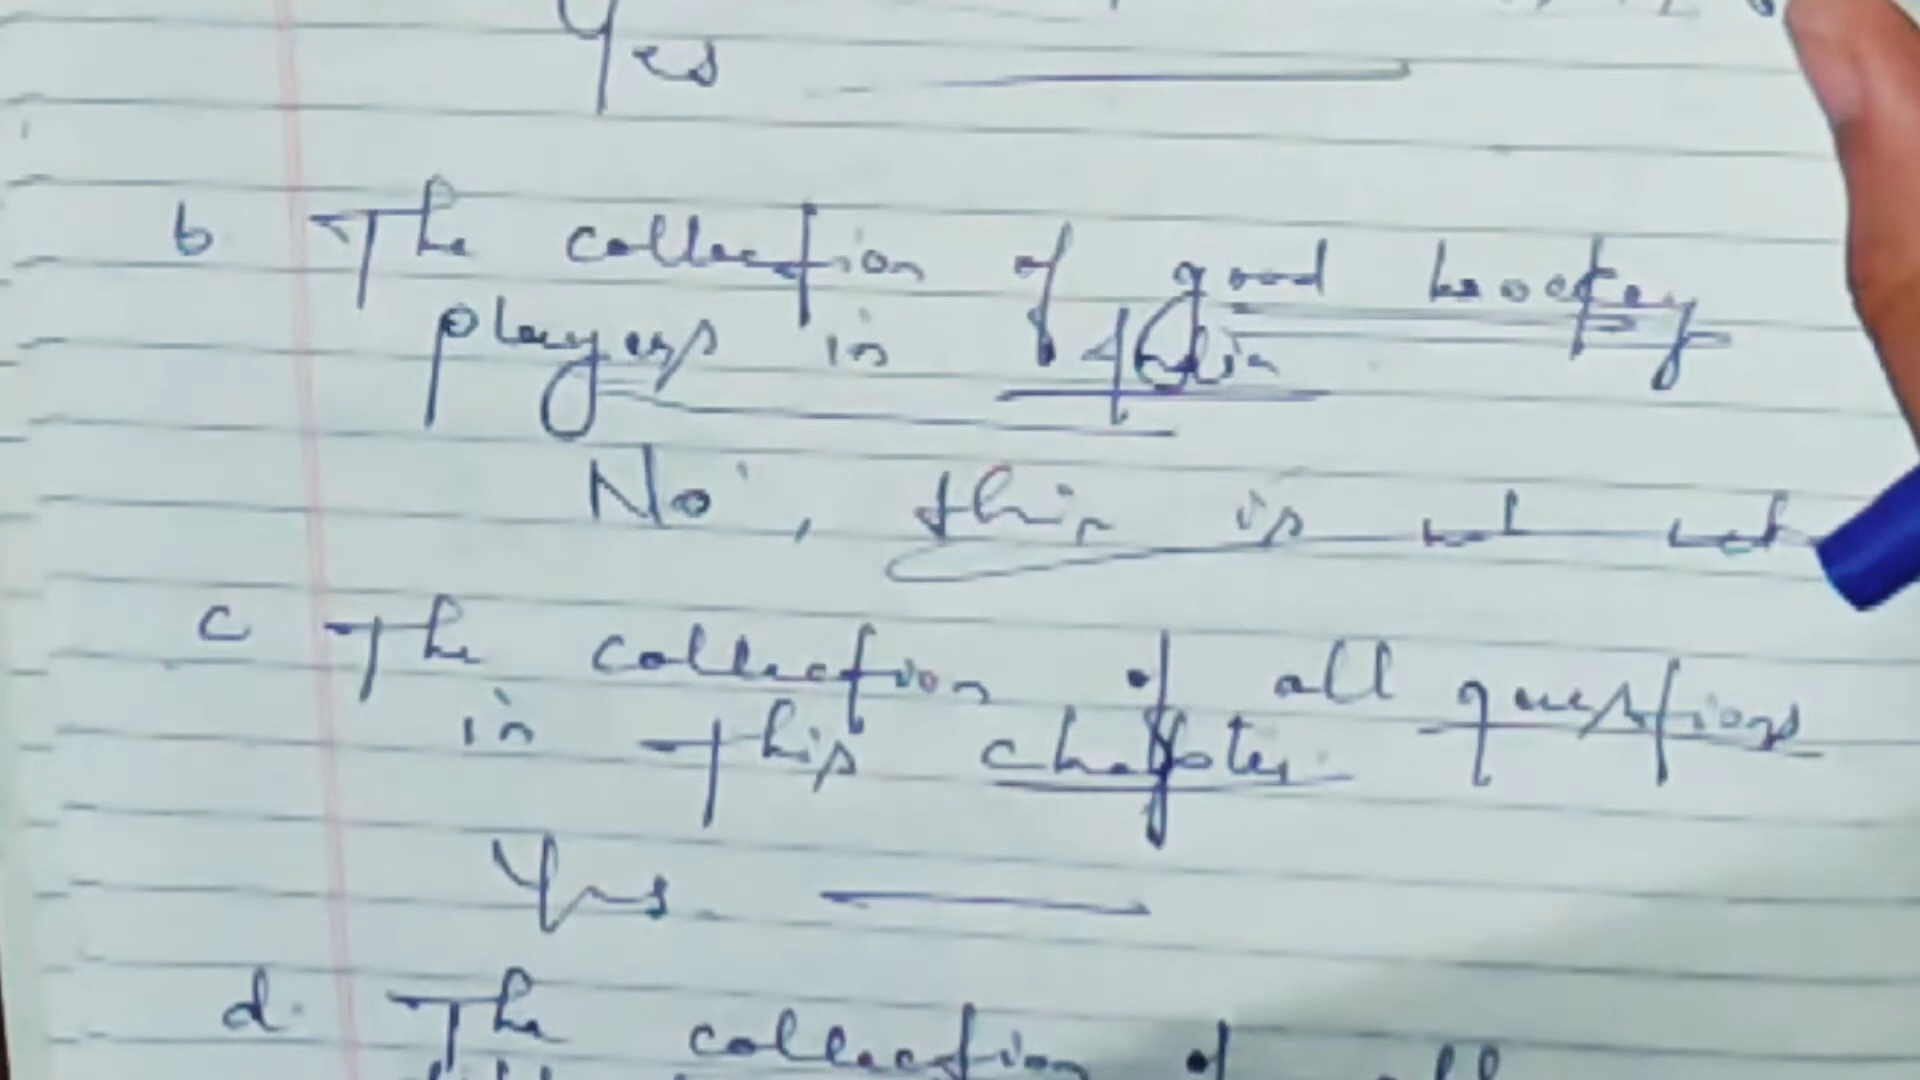 Yes
b The collection of good hockey
players in India
No, this is not set
c The collection of all questions
in This chapter.
Yes
d. The collection of all